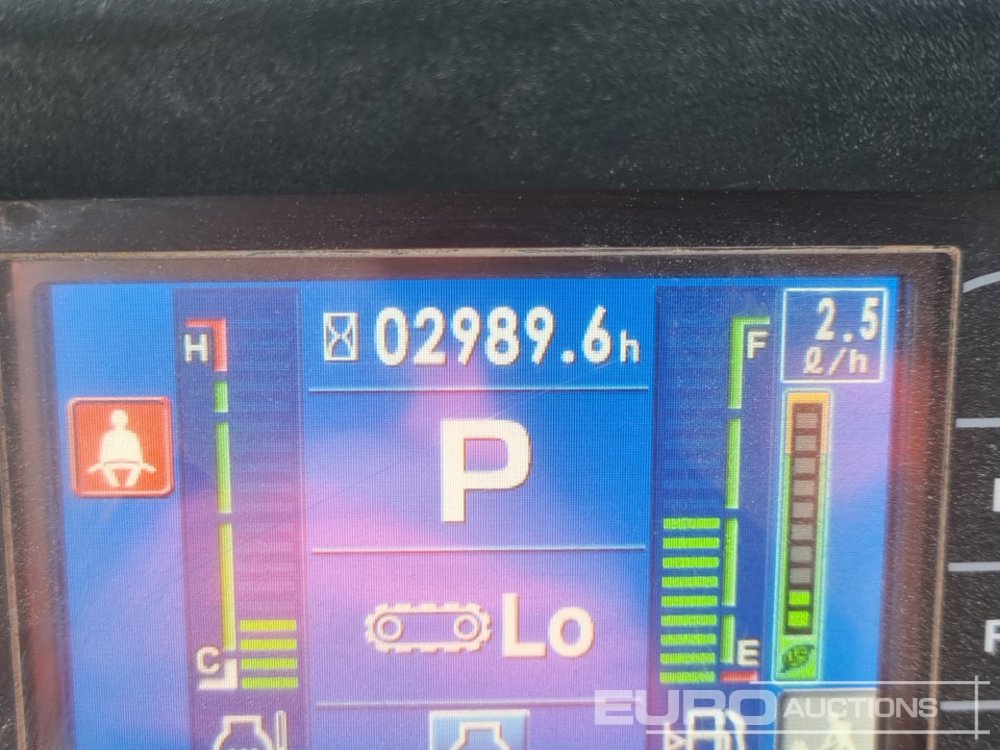 H
02989.6h
F
2.5
ℓ/h
P
Lo
C
E
EURO AUCTIONS